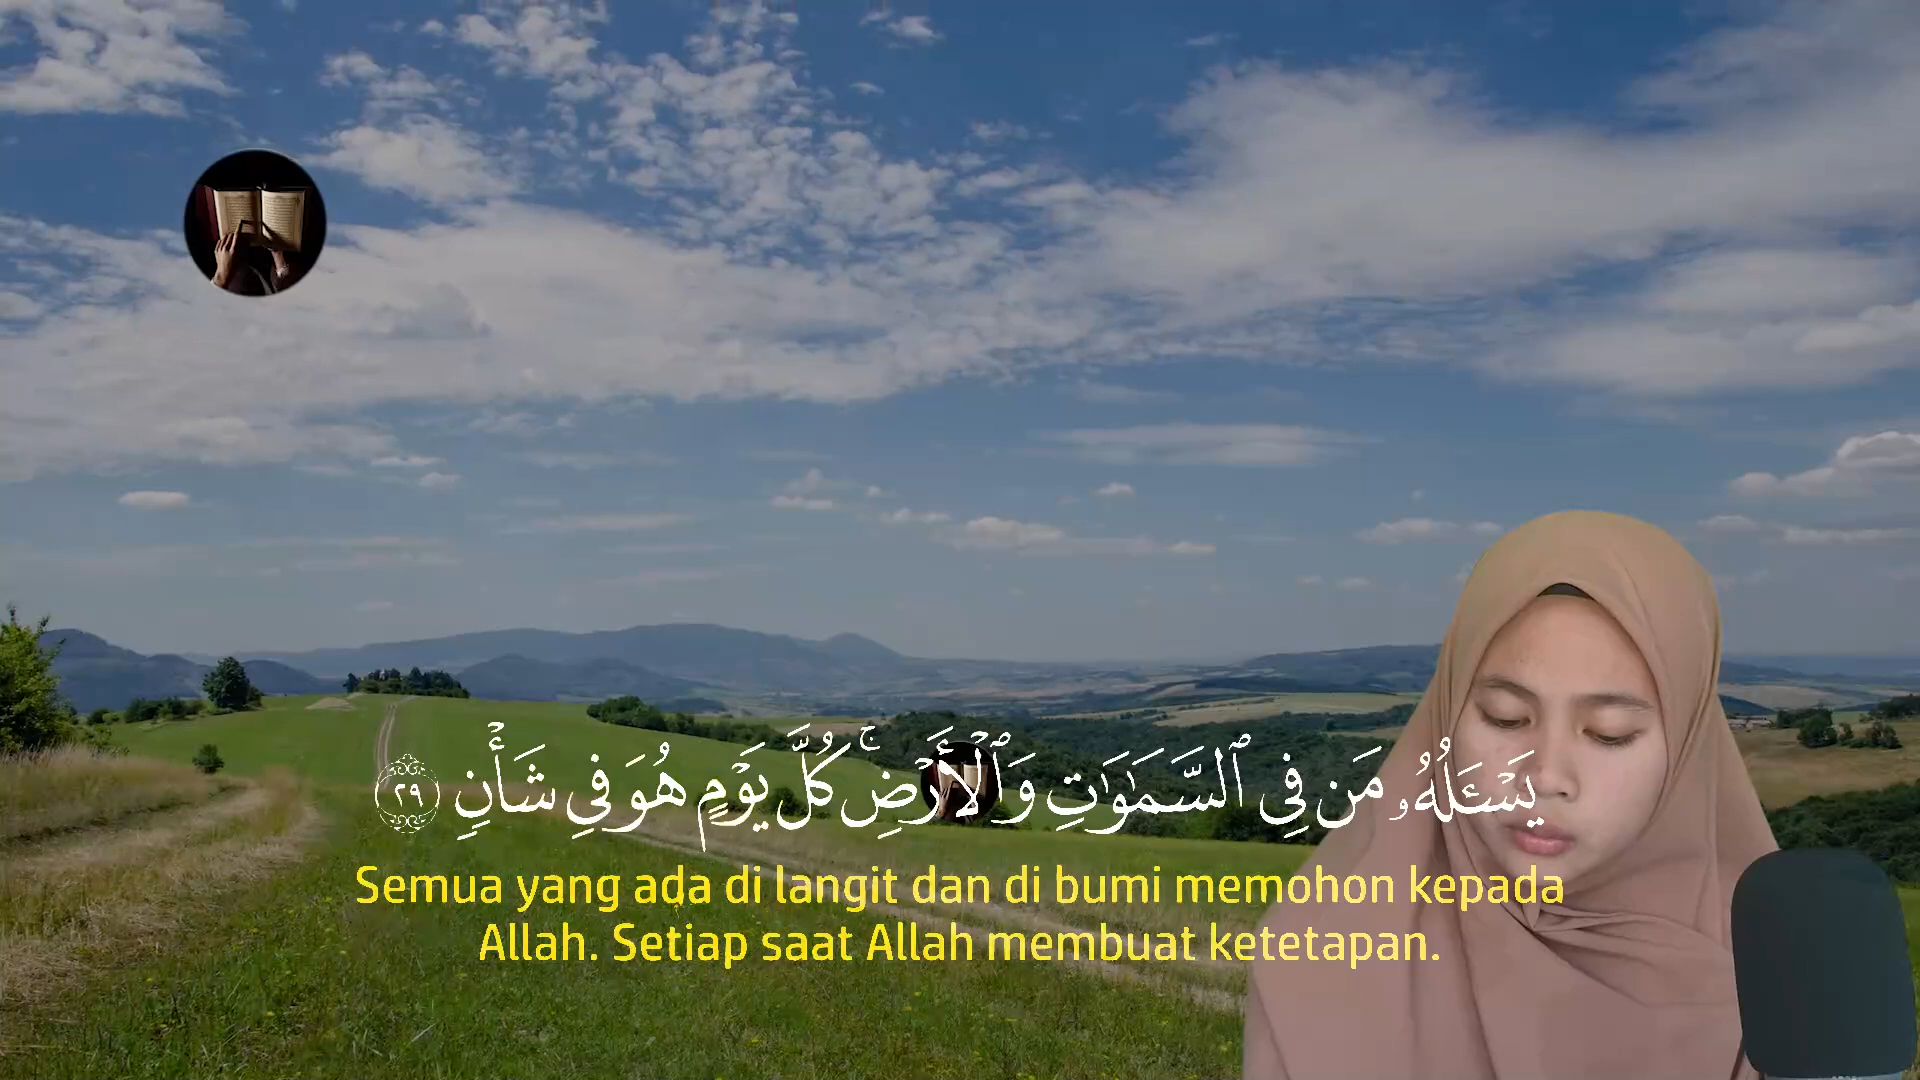 يَسْـَٔلُهُۥ مَن فِى ٱلسَّمَـٰوَٰتِ وَٱلْأَرْضِ ۚ كُلَّ يَوْمٍ هُوَ فِى شَأْنٍ ٢٩
Semua yang ada di langit dan di bumi memohon kepada
Allah. Setiap saat Allah membuat ketetapan.